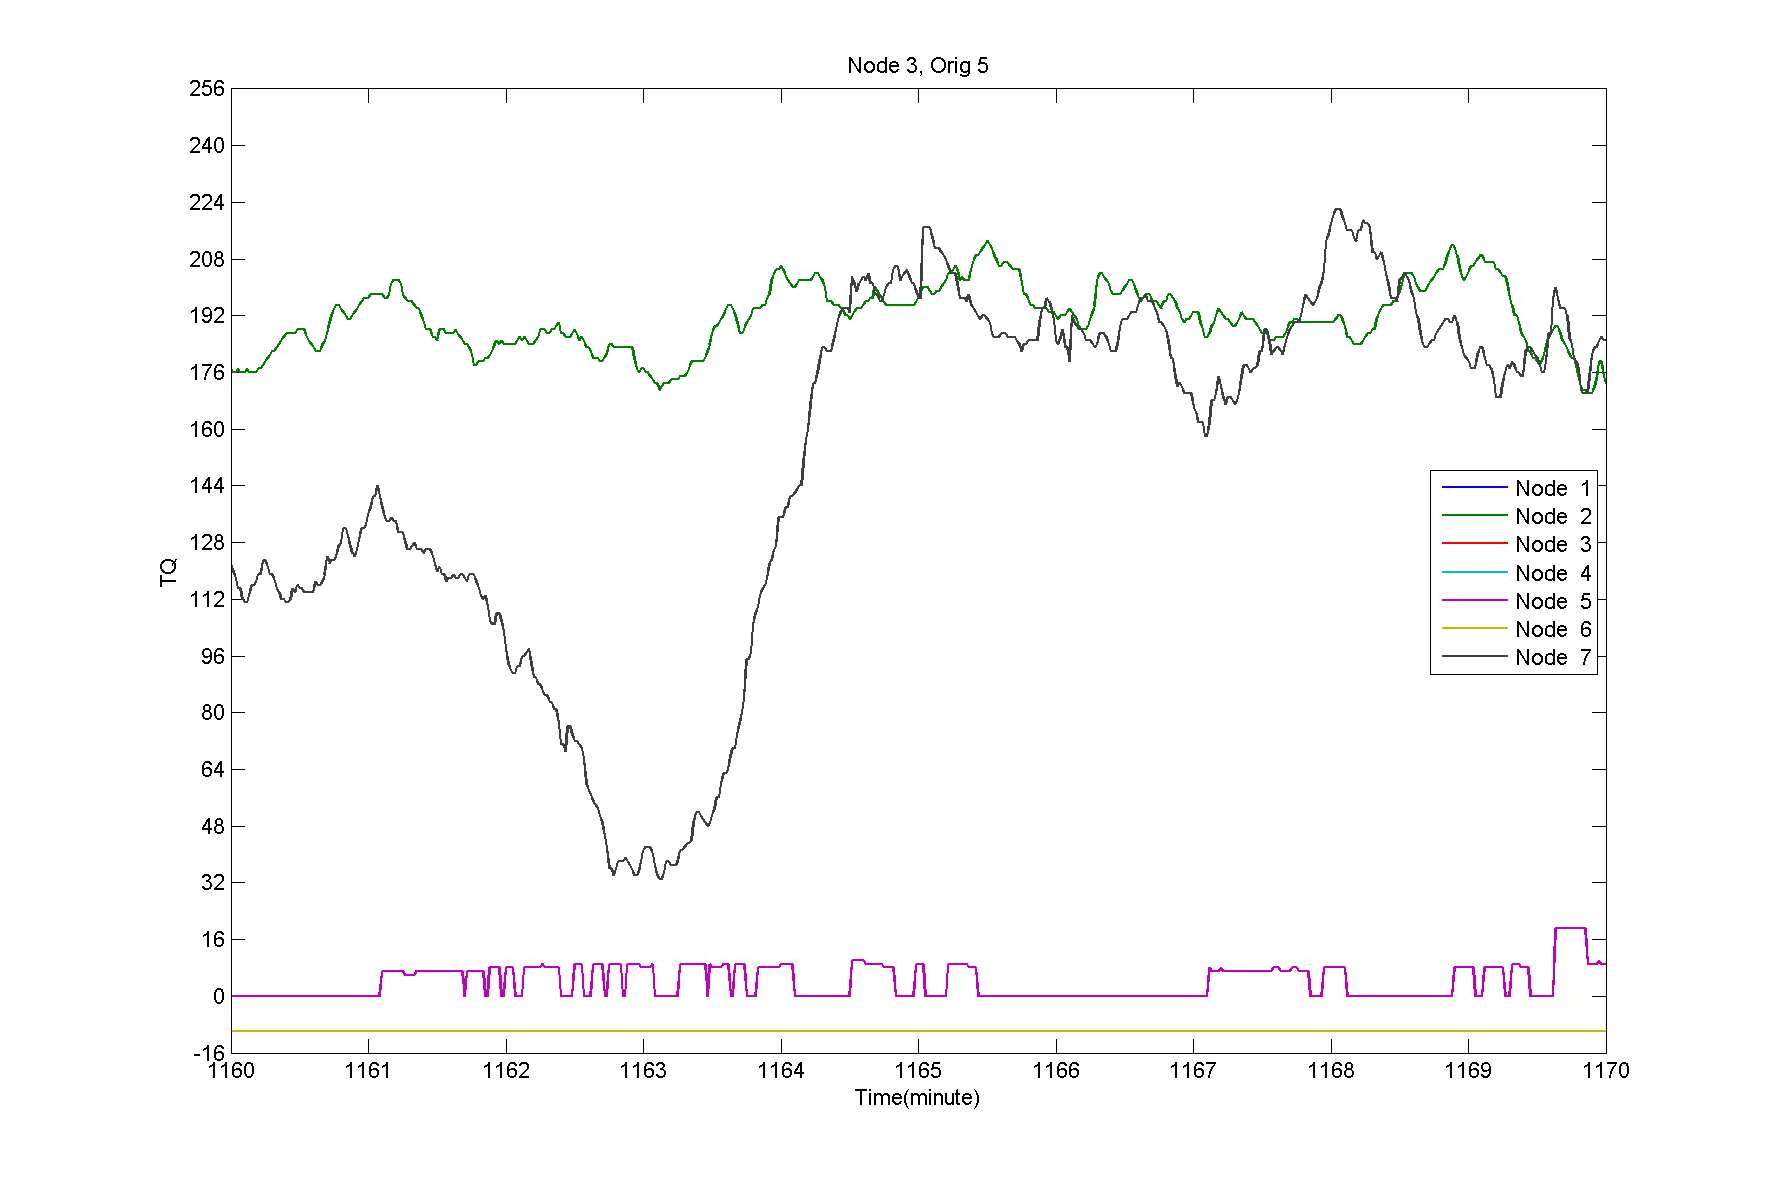 Node 3, Orig 5
256
240
224
208
192
176
160
144
128
112
96
80
64
48
32
16
0
-16
TQ
Node 1
Node 2
Node 3
Node 4
Node 5
Node 6
Node 7
1160 1161 1162 1163 1164 1165 1166 1167 1168 1169 1170
Time(minute)